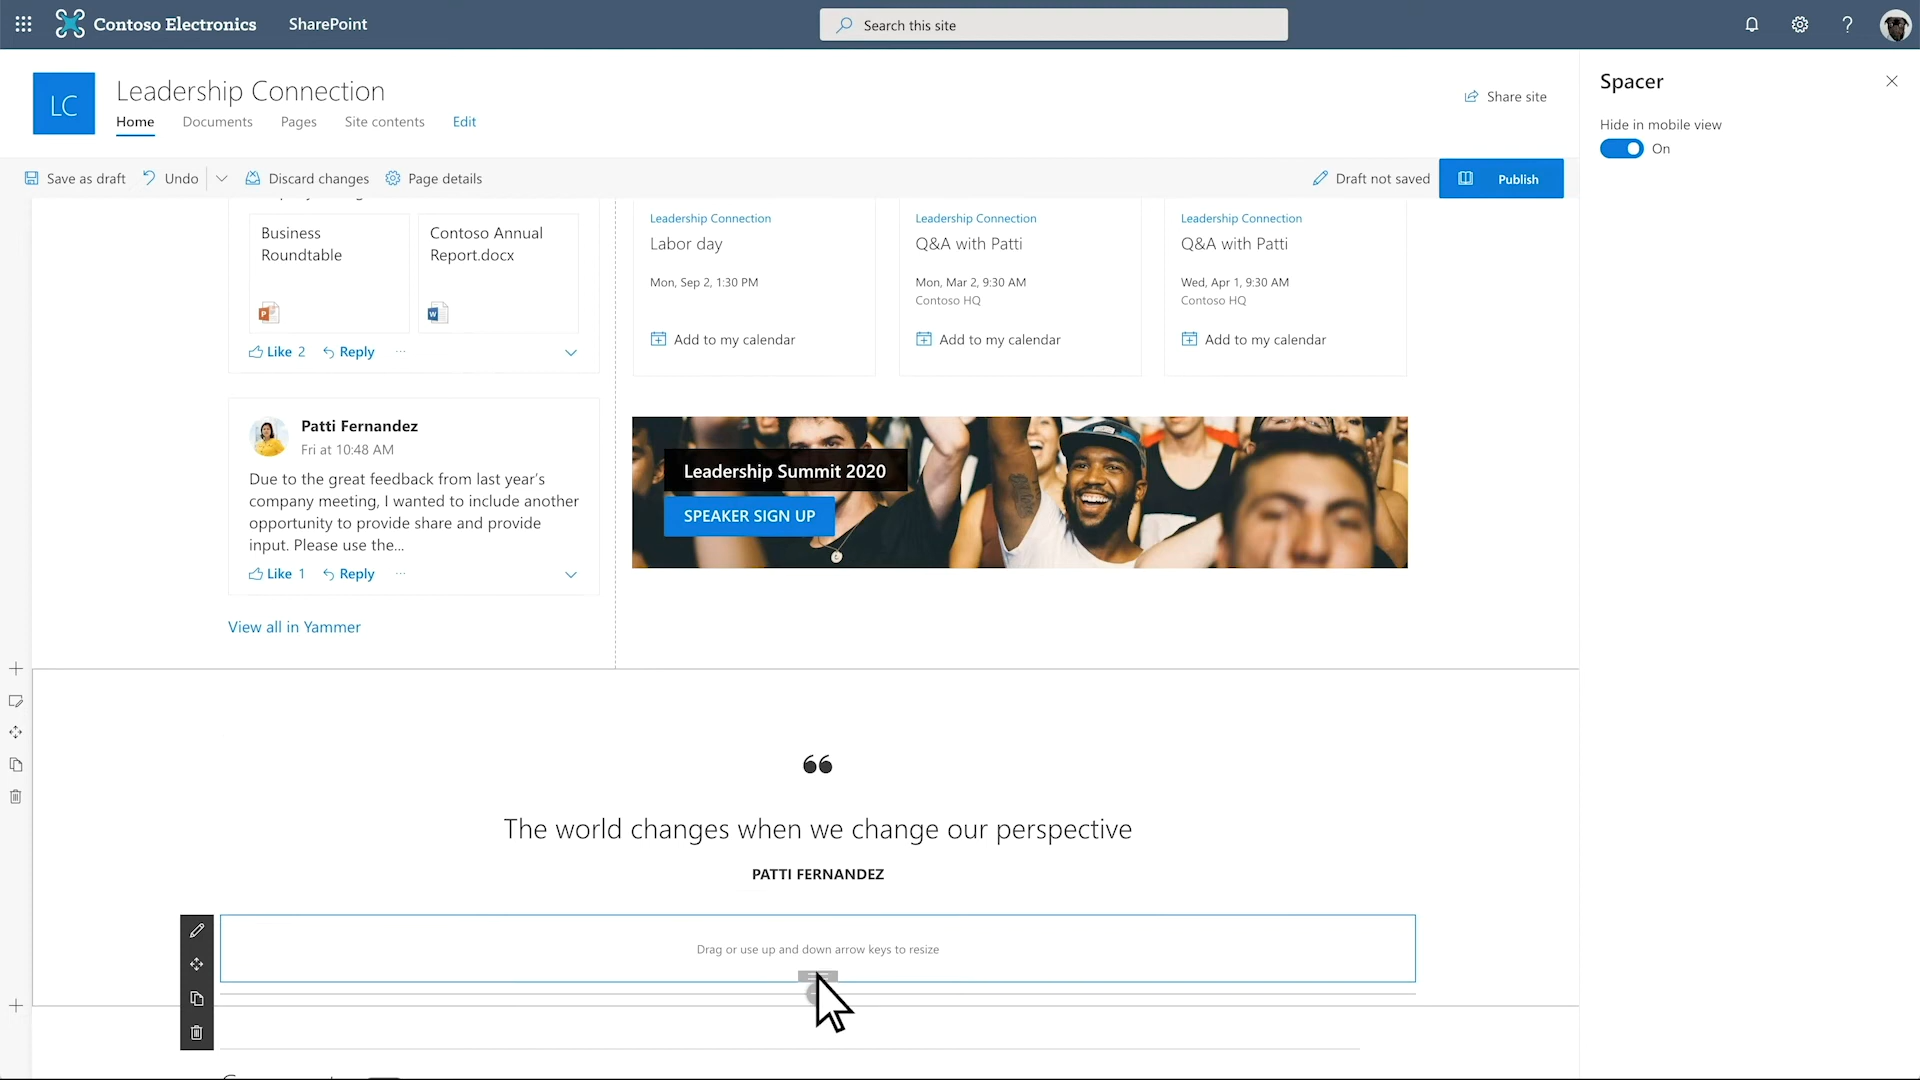 Contoso Electronics
SharePoint
Search this site
LC
Leadership Connection
Share site
Home
Documents
Pages
Site contents
Edit
Save as draft
Undo
Discard changes
Page details
Draft not saved
Publish
Spacer
Hide in mobile view
On
Business
Roundtable
Contoso Annual
Report.docx
Like 2
Reply
Leadership Connection
Labor day
Mon, Sep 2, 1:30 PM
Add to my calendar
Leadership Connection
Q&A with Patti
Mon, Mar 2, 9:30 AM
Contoso HQ
Add to my calendar
Leadership Connection
Q&A with Patti
Wed, Apr 1, 9:30 AM
Contoso HQ
Add to my calendar
Patti Fernandez
Fri at 10:48 AM
Due to the great feedback from last year's
company meeting, I wanted to include another
opportunity to provide share and provide
input. Please use the...
Like 1
Reply
View all in Yammer
Leadership Summit 2020
SPEAKER SIGN UP
The world changes when we change our perspective
PATTI FERNANDEZ
Drag or use up and down arrow keys to resize